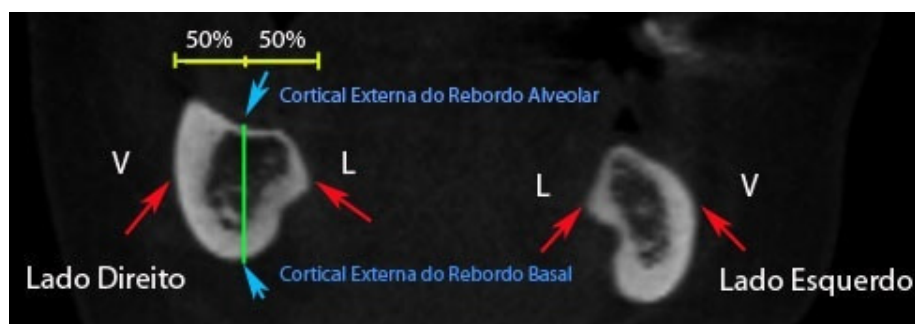 50% 50%
Cortical Externa do Rebordo Alveolar
V L L V
Lado Direito
Cortical Externa do Rebordo Basal
Lado Esquerdo